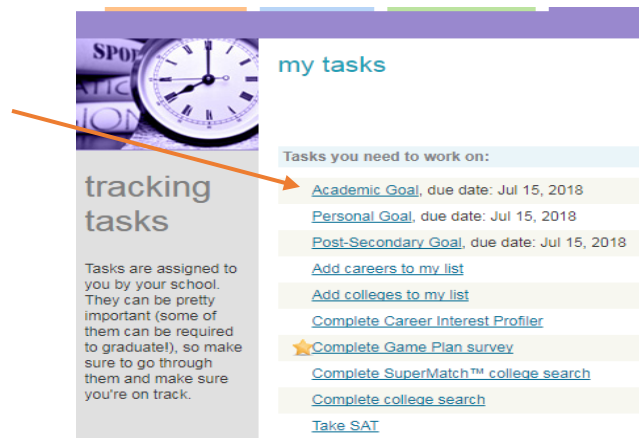 SPOR
my tasks
Tasks you need to work on:
tracking
tasks
Tasks are assigned to
you by your school.
They can be pretty
important (some of
them can be required
to graduate!), so make
sure to go through
them and make sure
you're on track.
Academic Goal, due date: Jul 15, 2018
Personal Goal, due date: Jul 15, 2018
Post-Secondary Goal, due date: Jul 15, 2018
Add careers to my list
Add colleges to my list
Complete Career Interest Profiler
Complete Game Plan survey
Complete SuperMatch™ college search
Complete college search
Take SAT